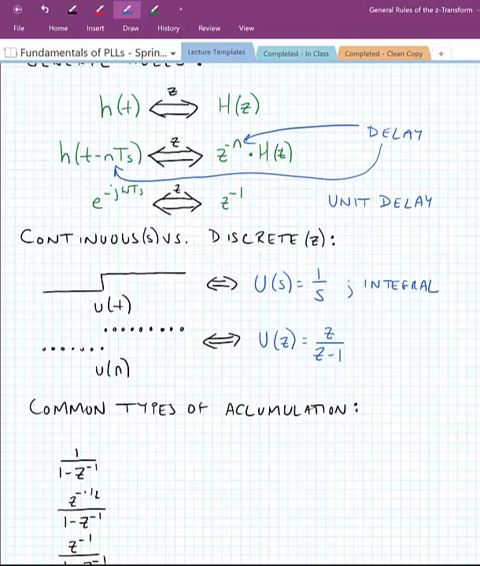 General Rules of the z-Transform -
File Home Insert Draw History Review View
Fundamentals of PLLs - Sprin... Lecture Templates Completed - In Class Completed - Clean Copy +
h(t) ⟺ H(z)
z
h(t-nTs) ⟺ z⁻ⁿ · H(z) DELAY
z
e^-jωTs ⟺ z⁻¹ UNIT DELAY
z
CONTINUOUS(s) VS. DISCRETE(z):
⟺ U(s) = 1/s ; INTEGRAL
u(t)
⟺ U(z) = z/(z-1)
u(n)
COMMON TYPES OF ACCUMULATION:
1/(1-z⁻¹)
z^-1/2/(1-z⁻¹)
z⁻¹/(1-z⁻¹)